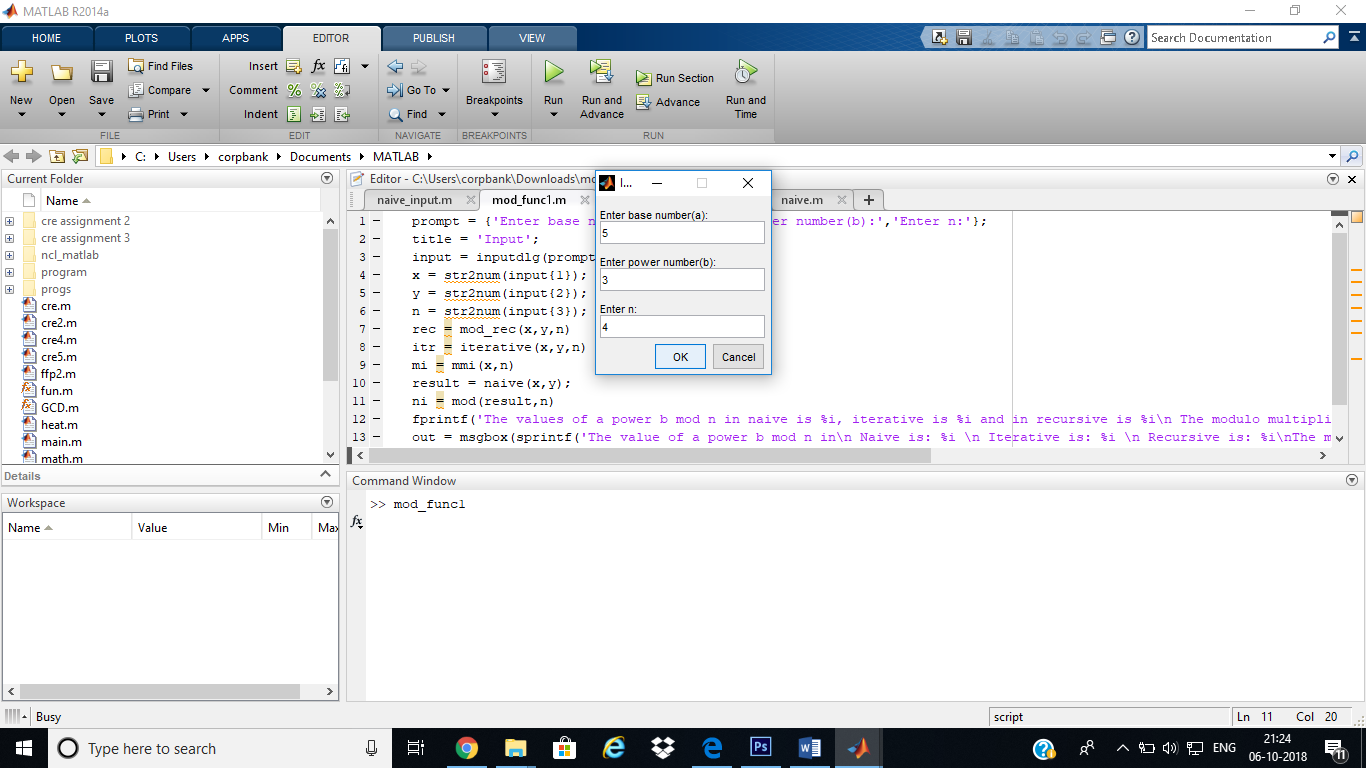 MATLAB R2014a
HOME PLOTS APPS EDITOR PUBLISH VIEW
Search Documentation
New Open Save
Find Files
Compare
Print
FILE
Insert
Comment
Indent
EDIT
Go To
Find
NAVIGATE
Breakpoints
BREAKPOINTS
Run
Run and Advance
Run Section
Advance
Run and Time
RUN
C: Users corpbank Documents MATLAB
Current Folder
Name
cre assignment 2
cre assignment 3
ncl_matlab
program
progs
cre.m
cre2.m
cre4.m
cre5.m
ffp2.m
fun.m
GCD.m
heat.m
main.m
math.m
Details
Workspace
Name Value Min Max
Editor - C:\Users\corpbank\Downloads\mo
naive_input.m mod_func1.m naive.m
1 prompt = {'Enter base n er number(b):','Enter n:'};
2 title = 'Input';
3 input = inputdlg(prompt
4 x = str2num(input{1});
5 y = str2num(input{2});
6 n = str2num(input{3});
7 rec = mod_rec(x,y,n)
8 itr = iterative(x,y,n)
9 mi = mmi(x,n)
10 result = naive(x,y);
11 ni = mod(result,n)
12 fprintf('The values of a power b mod n in naive is %i, iterative is %i and in recursive is %i\n The modulo multipli
13 out = msgbox(sprintf('The value of a power b mod n in\n Naive is: %i \n Iterative is: %i \n Recursive is: %i\nThe m
I...
Enter base number(a):
5
Enter power number(b):
3
Enter n:
4
OK Cancel
Command Window
>> mod_func1
fx
Busy
script
Ln 11 Col 20
Type here to search
ENG
21:24
06-10-2018
11